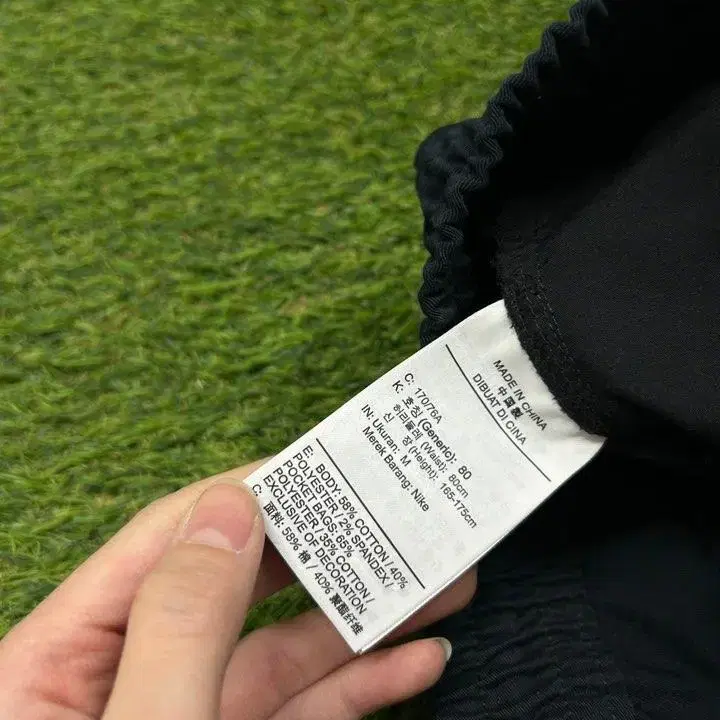 MADE IN CHINA
中国製
DIBUAT DI CINA
C: 170/76A
K: 호칭 (Generic): 80
허리둘레 (Waist): 80cm
신 장 (Height): 165-175cm
IN: Ukuran: M
Merek Barang: Nike
E: BODY: 58% COTTON / 40%
POLYESTER / 2% SPANDEX /
POCKET BAGS: 65%
POLYESTER / 35% COTTON /
EXCLUSIVE OF DECORATION
C: 面料: 58% 棉 / 40% 聚酯纤维